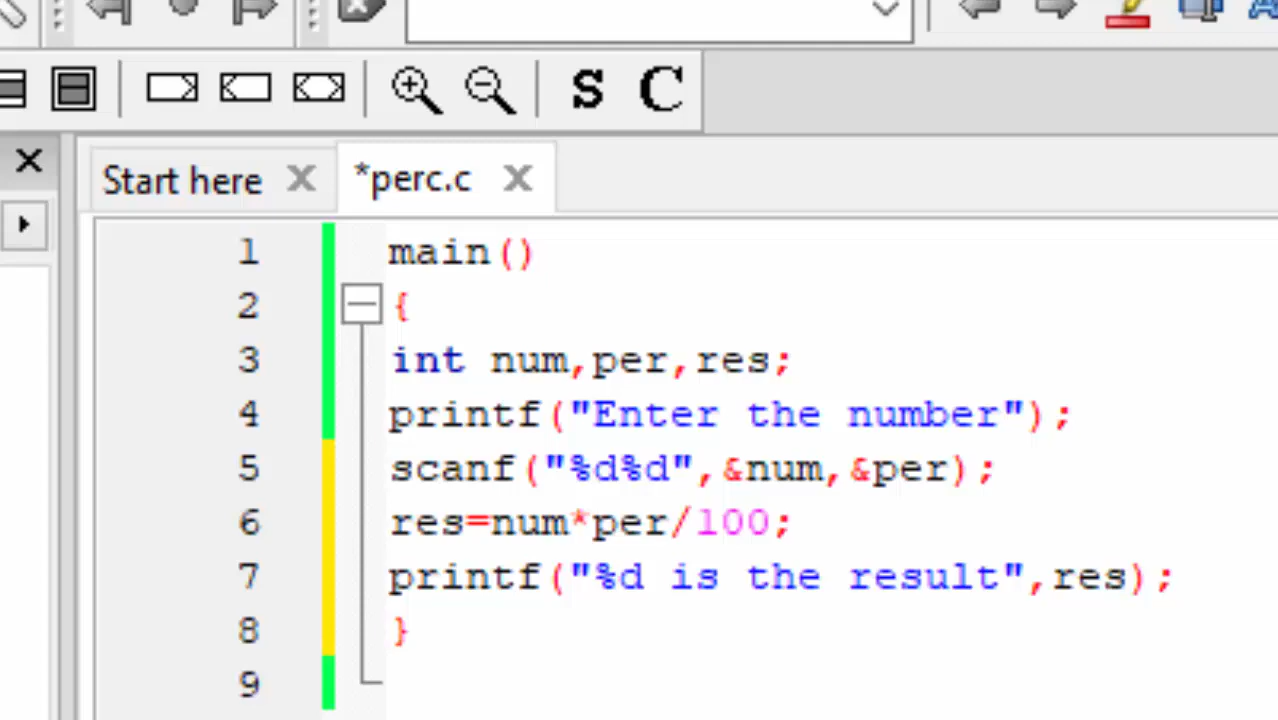 S C
Start here *perc.c
1 main()
2 {
3 int num,per,res;
4 printf("Enter the number");
5 scanf("%d%d",&num,&per);
6 res=num*per/100;
7 printf("%d is the result",res);
8 }
9